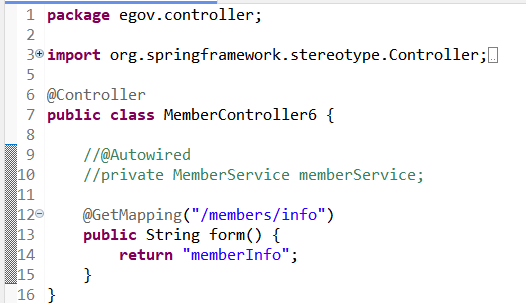 1 package egov.controller;
2
3 import org.springframework.stereotype.Controller;
5
6 @Controller
7 public class MemberController6 {
8
9 //@Autowired
10 //private MemberService memberService;
11
12 @GetMapping("/members/info")
13 public String form() {
14 return "memberInfo";
15 }
16 }